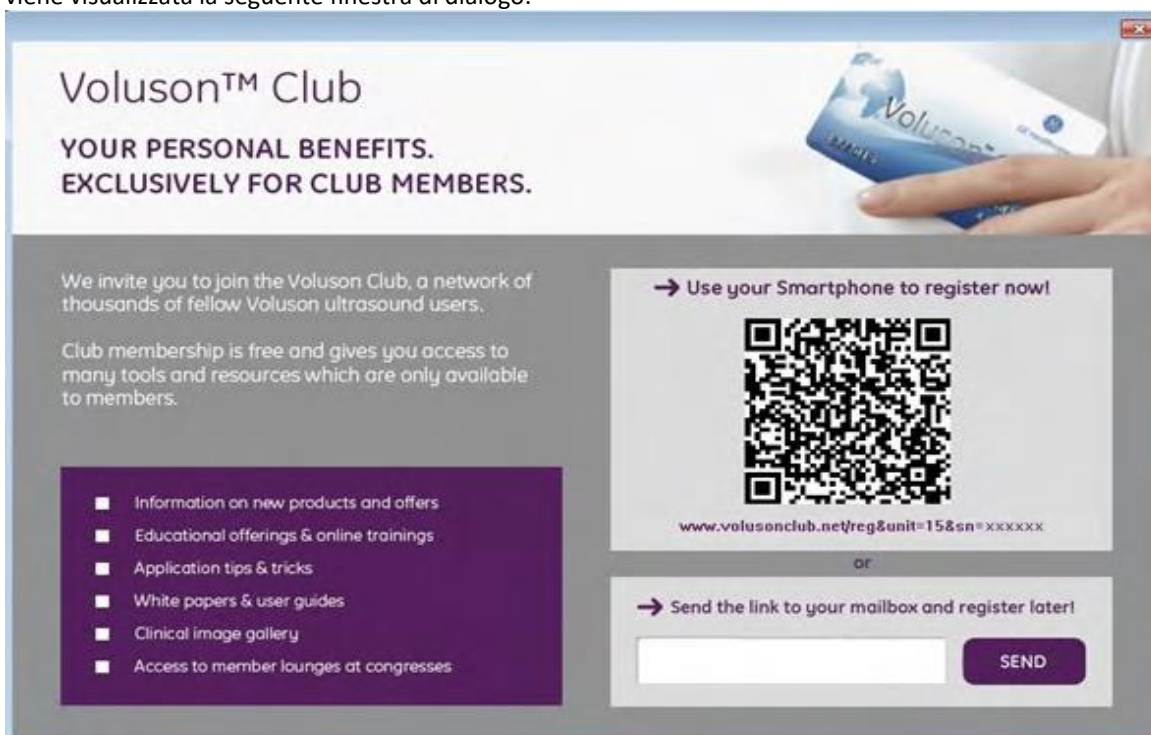 viene visualizzata la seguente finestra di dialogo:
Voluson™ Club
YOUR PERSONAL BENEFITS.
EXCLUSIVELY FOR CLUB MEMBERS.
Voluson
We invite you to join the Voluson Club, a network of
thousands of fellow Voluson ultrasound users.
Club membership is free and gives you access to
many tools and resources which are only available
to members.
Information on new products and offers
Educational offerings & online trainings
Application tips & tricks
White papers & user guides
Clinical image gallery
Access to member lounges at congresses
→ Use your Smartphone to register now!
www.volusonclub.net/reg&unit=15&sn=xxxxxx
or
→ Send the link to your mailbox and register later!
SEND